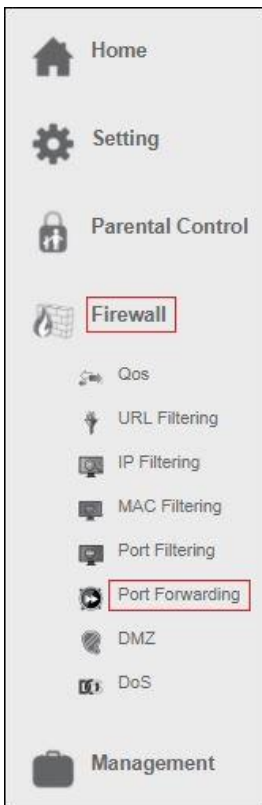 Home
Setting
Parental Control
Firewall
Qos
URL Filtering
IP Filtering
MAC Filtering
Port Filtering
Port Forwarding
DMZ
DoS
Management